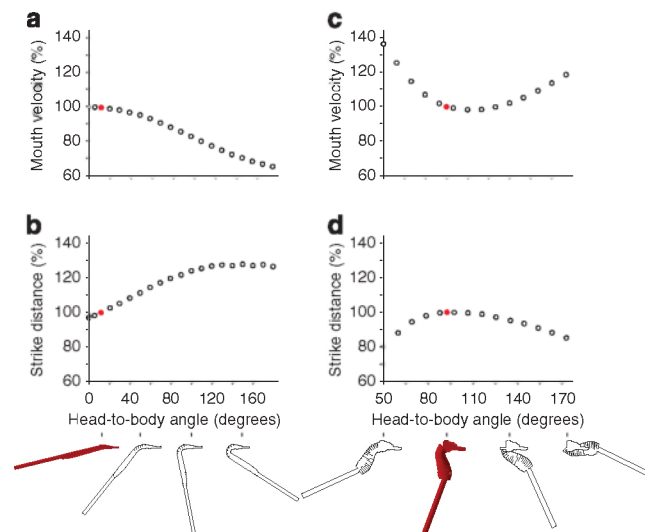 a
Mouth velocity (%)
140
120
100
80
60
c
Mouth velocity (%)
140
120
100
80
60
b
Strike distance (%)
140
120
100
80
60
0 40 80 120 160
Head-to-body angle (degrees)
d
Strike distance (%)
140
120
100
80
60
50 80 110 140 170
Head-to-body angle (degrees)